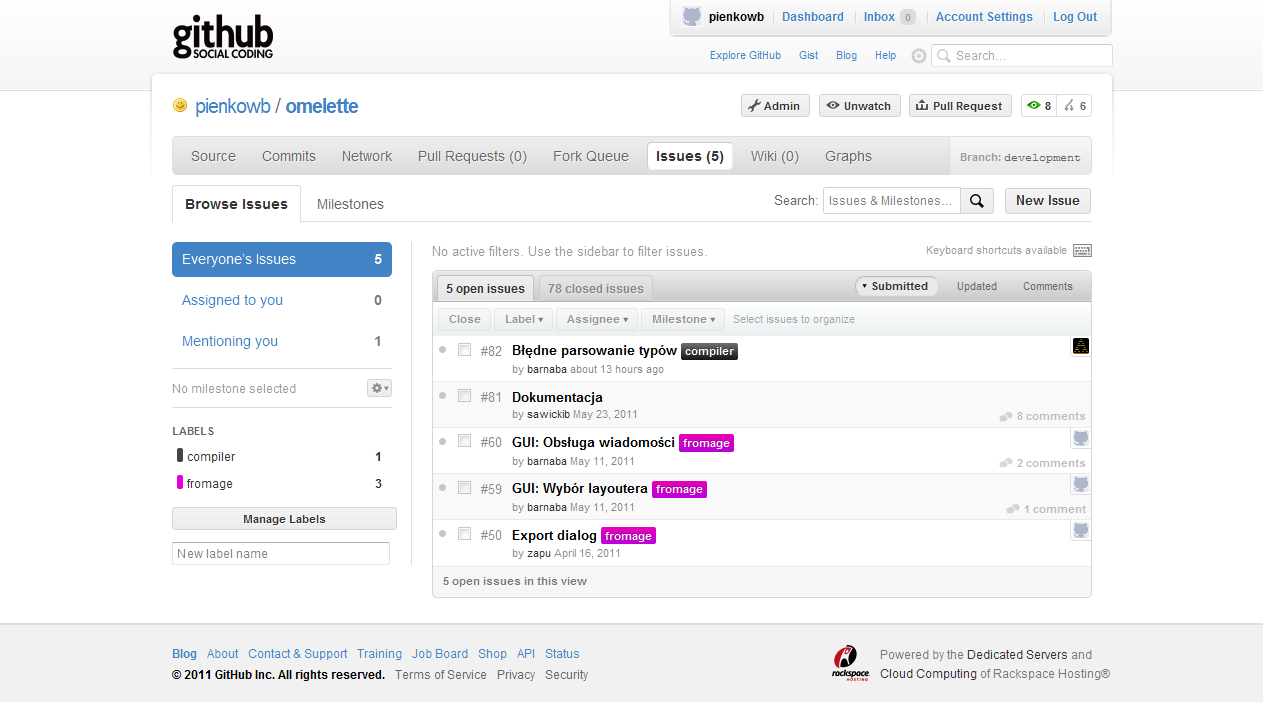 github
SOCIAL CODING
pienkowb Dashboard Inbox 0 Account Settings Log Out
Explore GitHub Gist Blog Help Search...
pienkowb / omelette
Admin Unwatch Pull Request 8 6
Source Commits Network Pull Requests (0) Fork Queue Issues (5) Wiki (0) Graphs Branch: development
Browse Issues Milestones Search: Issues & Milestones... New Issue
Everyone's Issues 5
Assigned to you 0
Mentioning you 1
No milestone selected
LABELS
compiler 1
fromage 3
Manage Labels
New label name
No active filters. Use the sidebar to filter issues. Keyboard shortcuts available
5 open issues 78 closed issues Submitted Updated Comments
Close Label Assignee Milestone Select issues to organize
#82 Błędne parsowanie typów compiler
by barnaba about 13 hours ago
#81 Dokumentacja
by sawickib May 23, 2011 8 comments
#60 GUI: Obsługa wiadomości fromage
by barnaba May 11, 2011 2 comments
#59 GUI: Wybór layoutera fromage
by barnaba May 11, 2011 1 comment
#50 Export dialog fromage
by zapu April 16, 2011
5 open issues in this view
Blog About Contact & Support Training Job Board Shop API Status
© 2011 GitHub Inc. All rights reserved. Terms of Service Privacy Security
rackspace
HOSTING
Powered by the Dedicated Servers and
Cloud Computing of Rackspace Hosting®